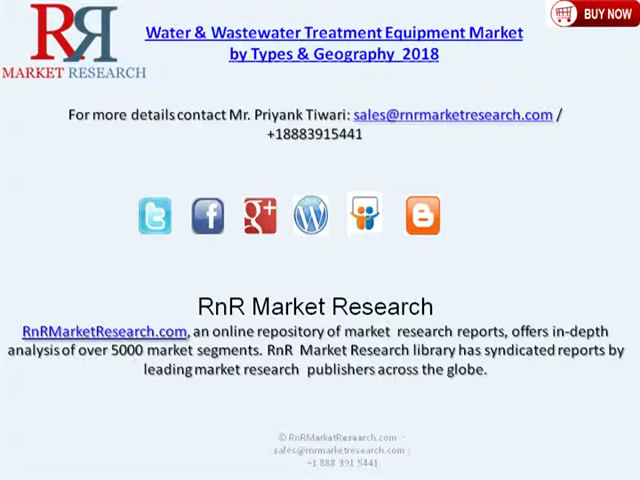 RR
MARKET RESEARCH
Water & Wastewater Treatment Equipment Market
by Types & Geography 2018
BUY NOW
For more details contact Mr. Priyank Tiwari: sales@rnrmarketresearch.com /
+18883915441
RnR Market Research
RnRMarketResearch.com, an online repository of market research reports, offers in-depth
analysis of over 5000 market segments. RnR Market Research library has syndicated reports by
leading market research publishers across the globe.
© RnRMarketResearch.com ;
sales@rnrmarketresearch.com ;
+1 888 391 5441